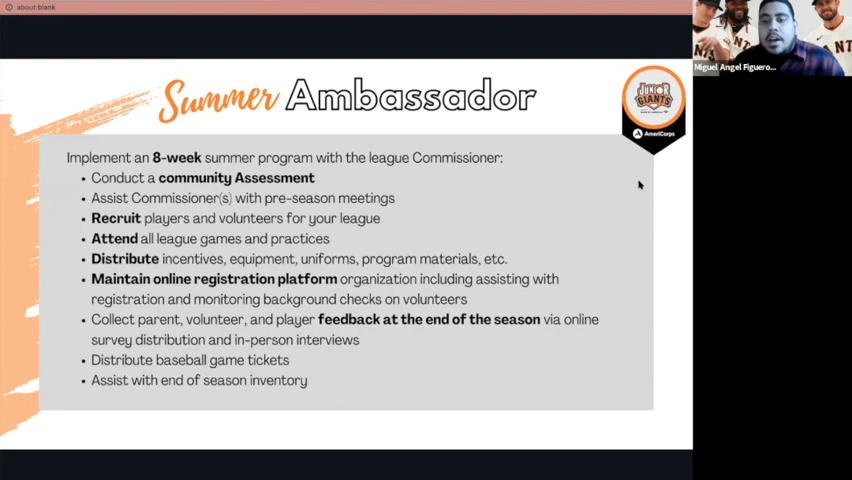 about:blank
Miguel Angel Figuero...
Summer Ambassador
JUNIOR
GIANTS
AmeriCorps
Implement an 8-week summer program with the league Commissioner:
• Conduct a community Assessment
• Assist Commissioner(s) with pre-season meetings
• Recruit players and volunteers for your league
• Attend all league games and practices
• Distribute incentives, equipment, uniforms, program materials, etc.
• Maintain online registration platform organization including assisting with
registration and monitoring background checks on volunteers
• Collect parent, volunteer, and player feedback at the end of the season via online
survey distribution and in-person interviews
• Distribute baseball game tickets
• Assist with end of season inventory